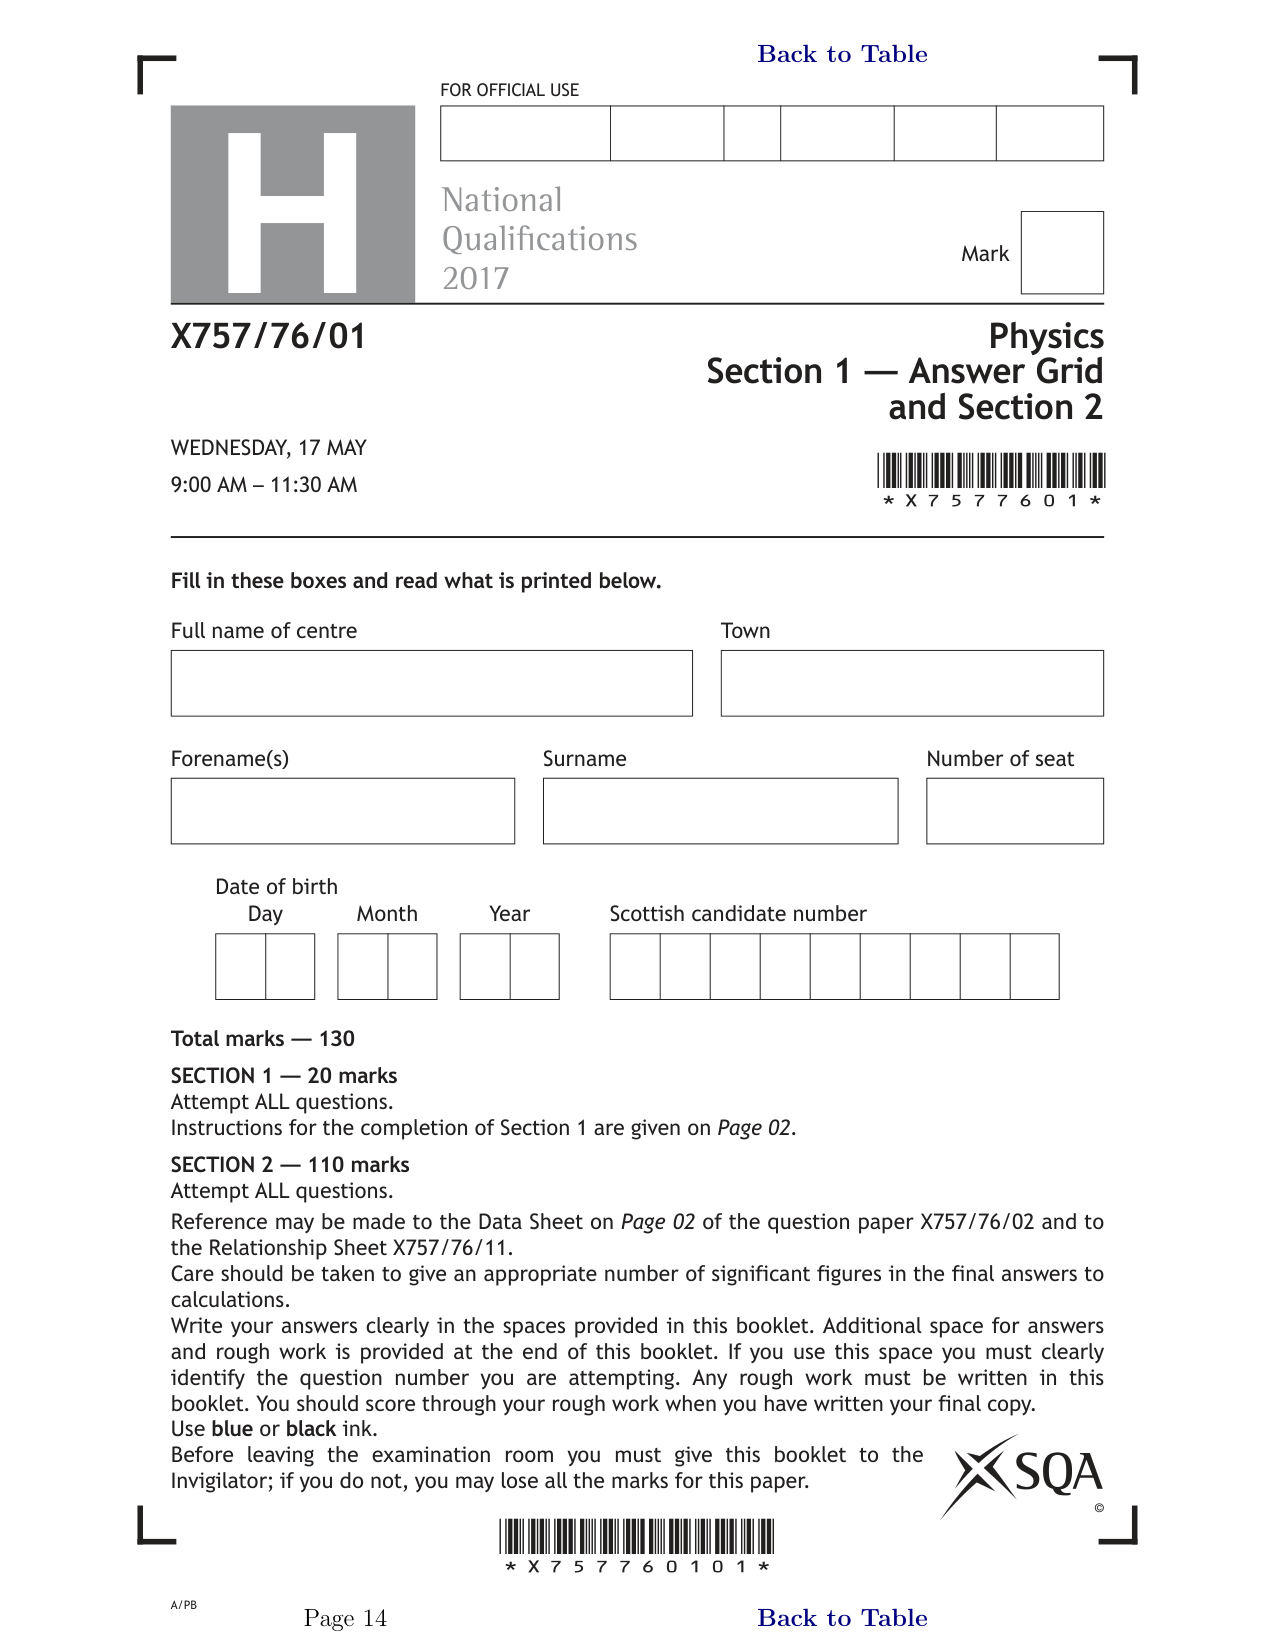 Back to Table
FOR OFFICIAL USE
H
National
Qualifications
2017
Mark
X757/76/01
Physics
Section 1 — Answer Grid
and Section 2
WEDNESDAY, 17 MAY
9:00 AM – 11:30 AM
*X7577601*
Fill in these boxes and read what is printed below.
Full name of centre
Town
Forename(s)
Surname
Number of seat
Date of birth
Day
Month
Year
Scottish candidate number
Total marks — 130
SECTION 1 — 20 marks
Attempt ALL questions.
Instructions for the completion of Section 1 are given on Page 02.
SECTION 2 — 110 marks
Attempt ALL questions.
Reference may be made to the Data Sheet on Page 02 of the question paper X757/76/02 and to
the Relationship Sheet X757/76/11.
Care should be taken to give an appropriate number of significant figures in the final answers to
calculations.
Write your answers clearly in the spaces provided in this booklet. Additional space for answers
and rough work is provided at the end of this booklet. If you use this space you must clearly
identify the question number you are attempting. Any rough work must be written in this
booklet. You should score through your rough work when you have written your final copy.
Use blue or black ink.
Before leaving the examination room you must give this booklet to the
Invigilator; if you do not, you may lose all the marks for this paper.
SQA
©
*X757760101*
A/PB
Page 14
Back to Table